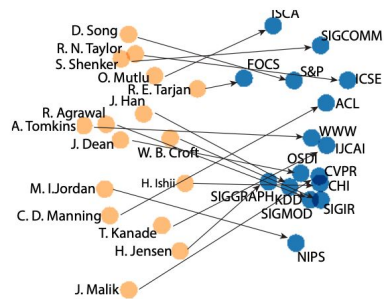 ISCA
D. Song
SIGCOMM
R. N. Taylor
S. Shenker
FOCS
O. Mutlu
S&P
ICSE
R. E. Tarjan
J. Han
ACL
R. Agrawal
A. Tomkins
WWW
J. Dean
IJCAI
W. B. Croft
OSDI
CVPR
H. Ishii
CHI
M. I.Jordan
SIGGRAPH
KDD
SIGIR
SIGMOD
C. D. Manning
T. Kanade
H. Jensen
NIPS
J. Malik